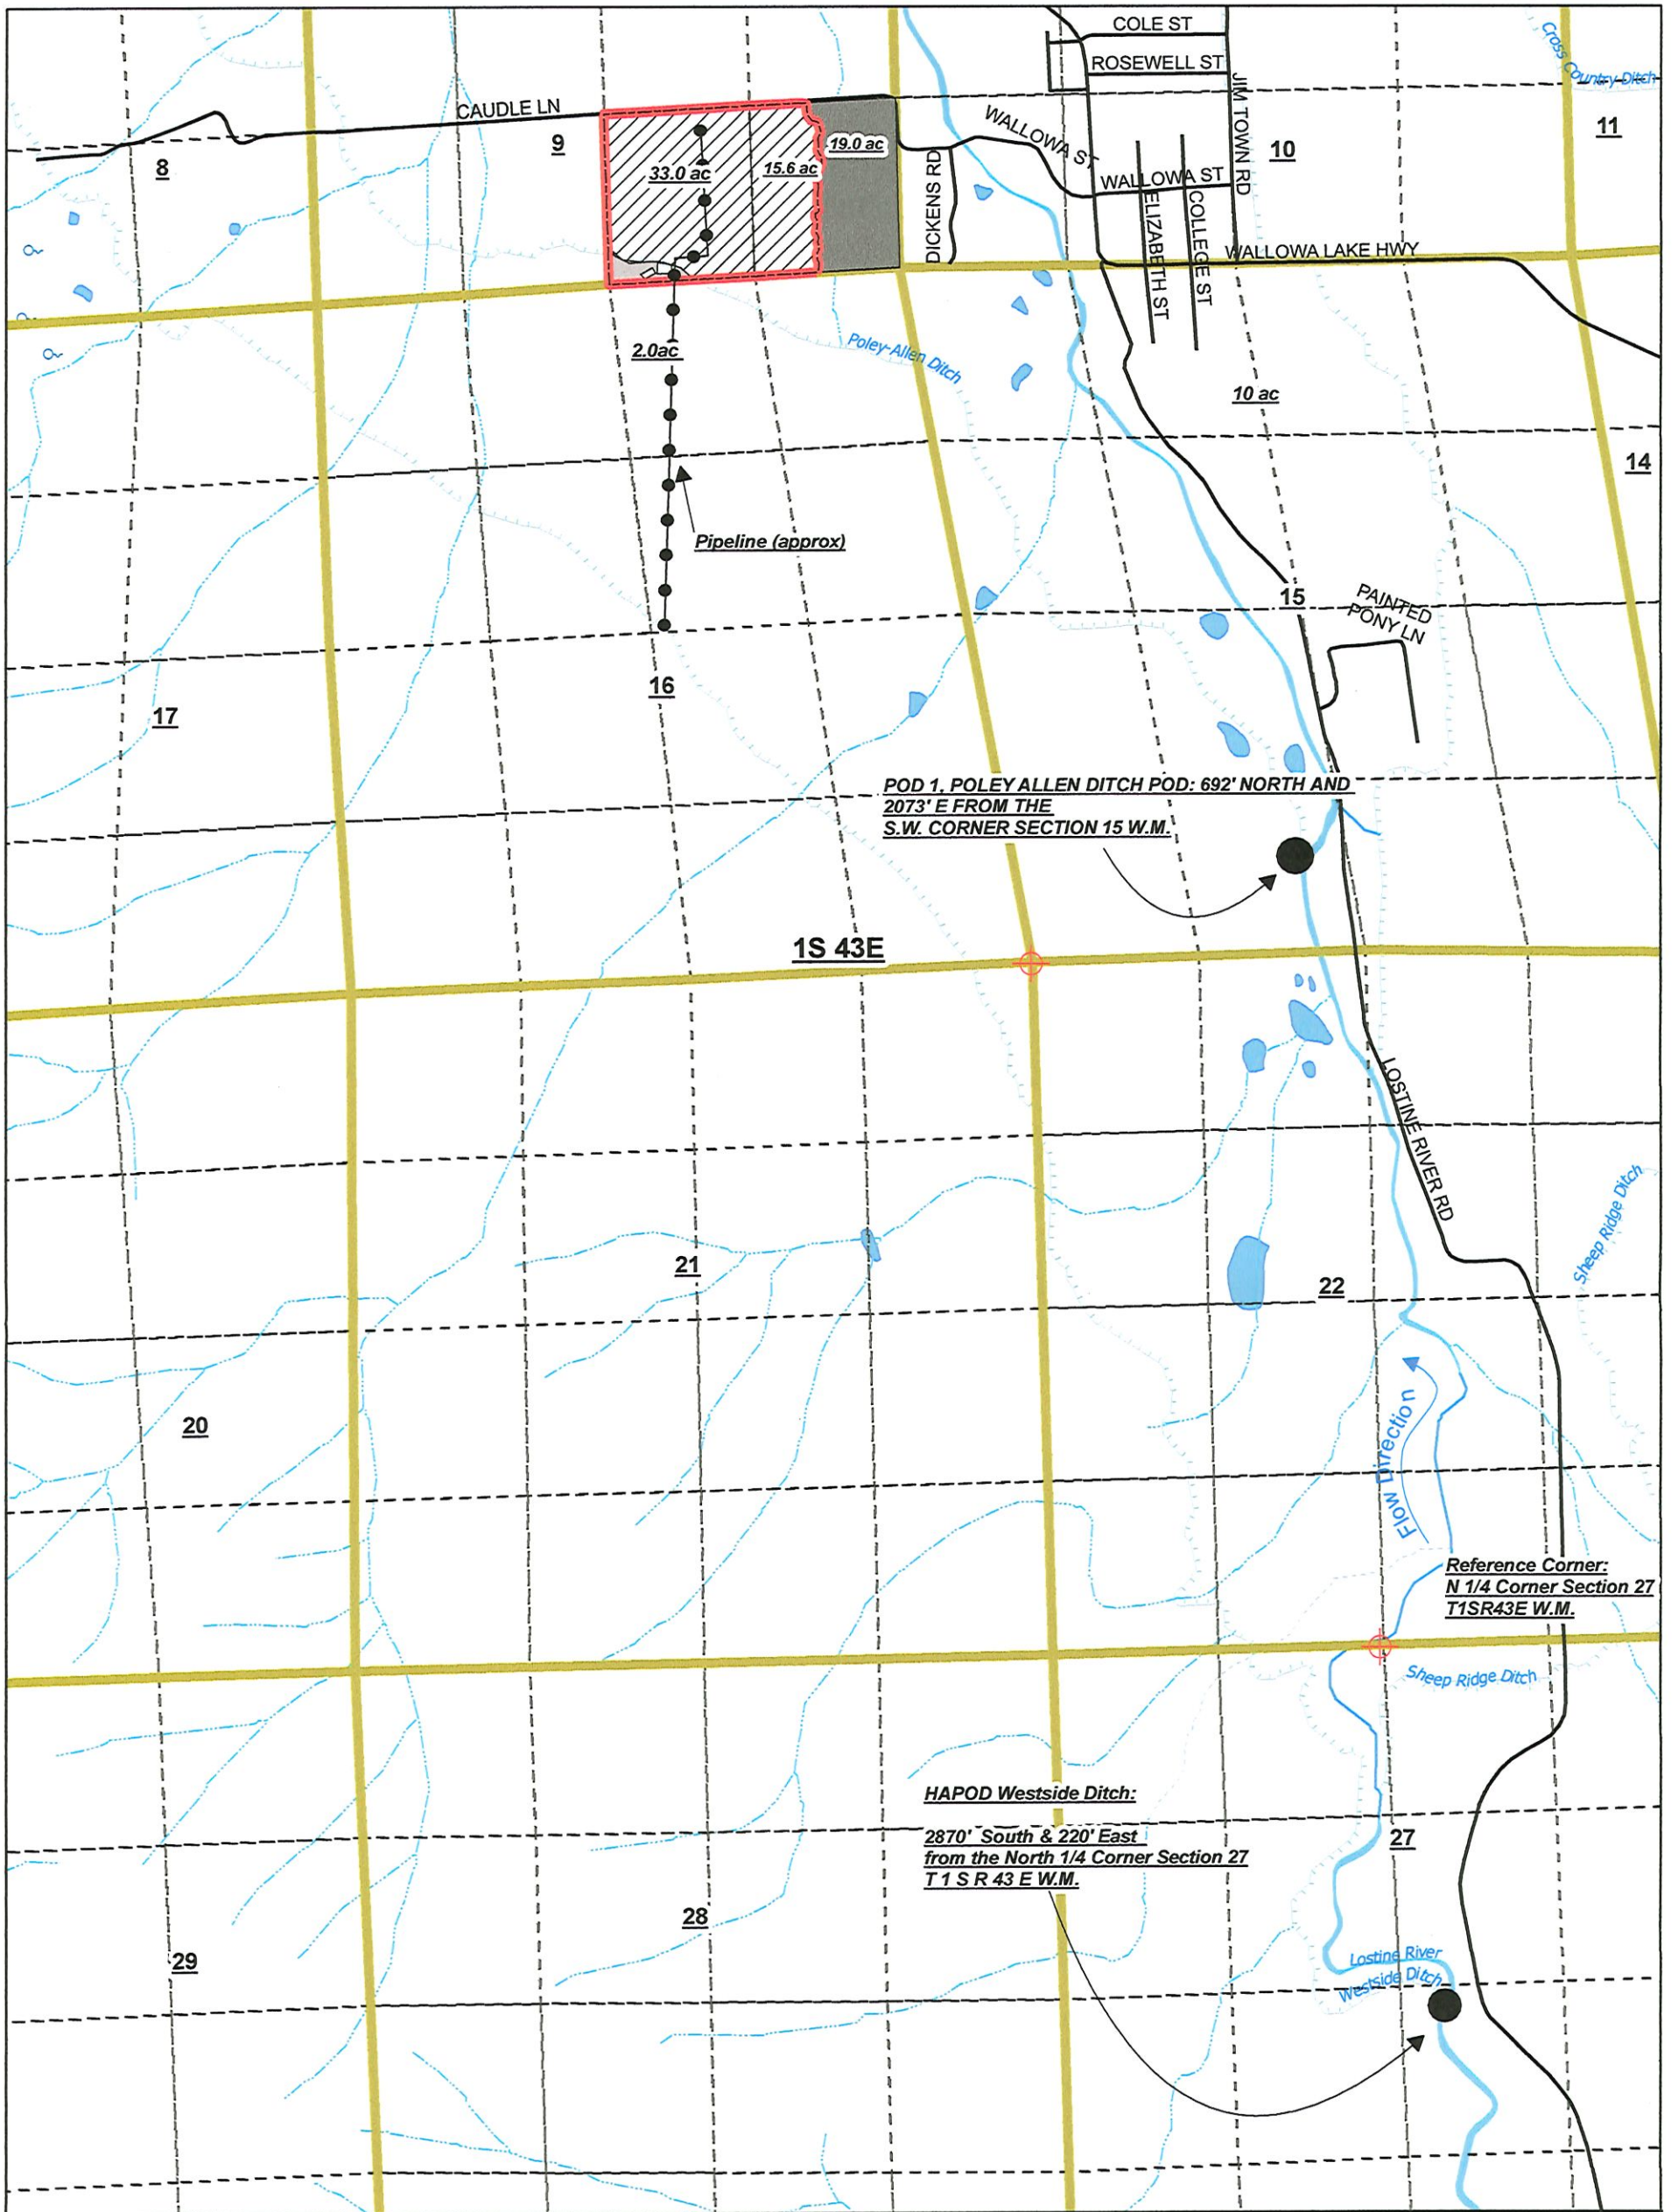 COLE ST
ROSEWELL ST
Cross Country Ditch
JIM TOWN RD
CAUDLE LN
WALLOWA ST
11
8
9
33.0 ac
15.6 ac
19.0 ac
DICKENS RD
10
WALLOWA ST
ELIZABETH ST
COLLEGE ST
WALLOWA LAKE HWY
2.0ac
Poley-Allen Ditch
10 ac
14
Pipeline (approx)
15
PAINTED
PONY LN
16
17
POD 1, POLEY ALLEN DITCH POD: 692' NORTH AND
2073' E FROM THE
S.W. CORNER SECTION 15 W.M.
1S 43E
LOSTINE RIVER RD
Sheep Ridge Ditch
21
22
20
Flow Direction
Reference Corner:
N 1/4 Corner Section 27
T1SR43E W.M.
Sheep Ridge Ditch
HAPOD Westside Ditch:
2870' South & 220' East
from the North 1/4 Corner Section 27
T 1 S R 43 E W.M.
27
28
29
Lostine River
Westside Ditch